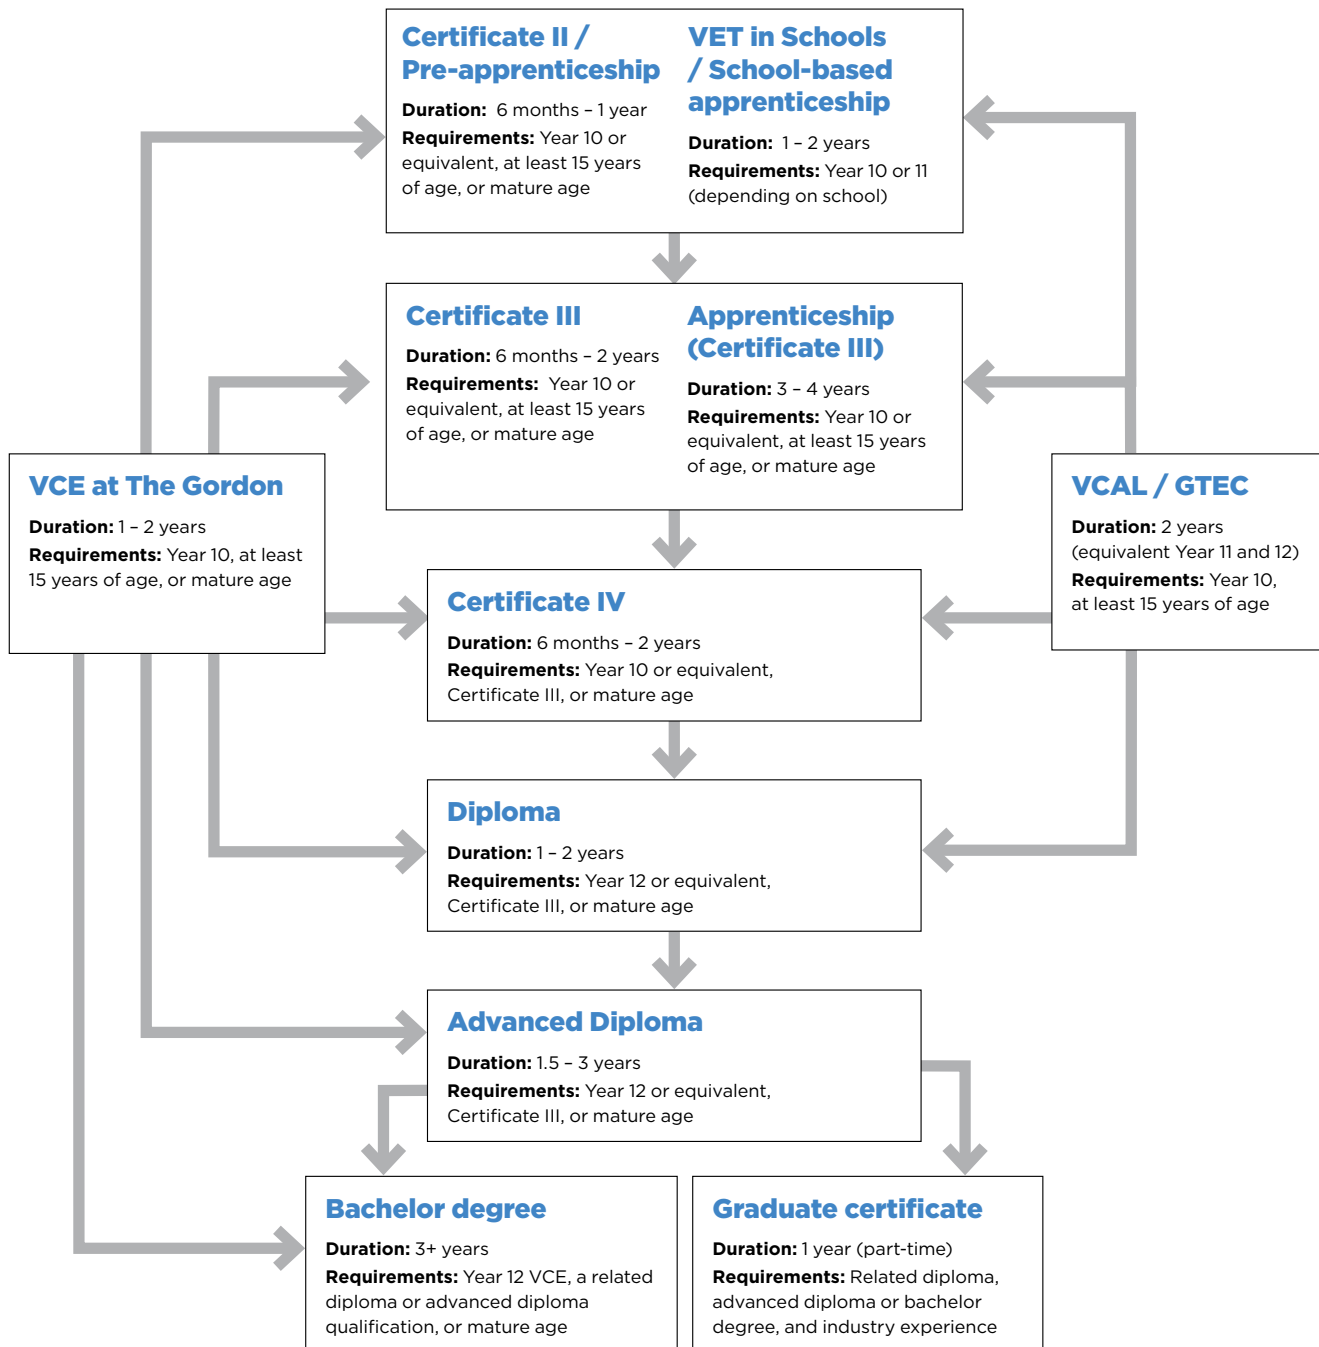 Certificate II /
Pre-apprenticeship
Duration: 6 months – 1 year
Requirements: Year 10 or
equivalent, at least 15 years
of age, or mature age
VET in Schools
/ School-based
apprenticeship
Duration: 1 – 2 years
Requirements: Year 10 or 11
(depending on school)
Certificate III
Duration: 6 months – 2 years
Requirements: Year 10 or
equivalent, at least 15 years
of age, or mature age
Apprenticeship
(Certificate III)
Duration: 3 – 4 years
Requirements: Year 10 or
equivalent, at least 15 years
of age, or mature age
VCE at The Gordon
Duration: 1 – 2 years
Requirements: Year 10, at least
15 years of age, or mature age
VCAL / GTEC
Duration: 2 years
(equivalent Year 11 and 12)
Requirements: Year 10,
at least 15 years of age
Certificate IV
Duration: 6 months – 2 years
Requirements: Year 10 or equivalent,
Certificate III, or mature age
Diploma
Duration: 1 – 2 years
Requirements: Year 12 or equivalent,
Certificate III, or mature age
Advanced Diploma
Duration: 1.5 – 3 years
Requirements: Year 12 or equivalent,
Certificate III, or mature age
Bachelor degree
Duration: 3+ years
Requirements: Year 12 VCE, a related
diploma or advanced diploma
qualification, or mature age
Graduate certificate
Duration: 1 year (part-time)
Requirements: Related diploma,
advanced diploma or bachelor
degree, and industry experience